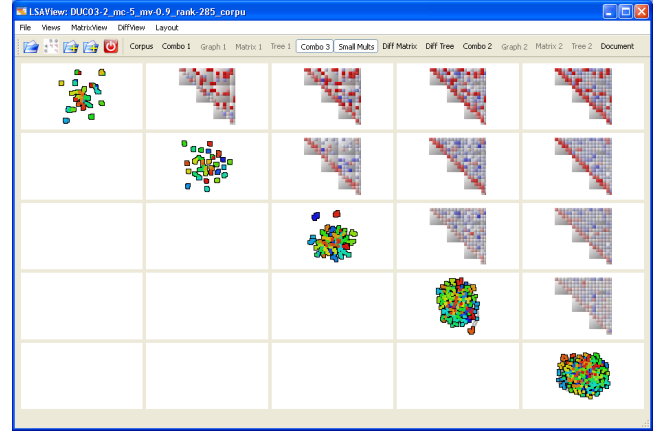 LSAView: DUC03-2_mc-5_mv-0.9_rank-285_corpu
File Views MatrixView DiffView Layout
Corpus Combo 1 Graph 1 Matrix 1 Tree 1 Combo 3 Small Mults Diff Matrix Diff Tree Combo 2 Graph 2 Matrix 2 Tree 2 Document